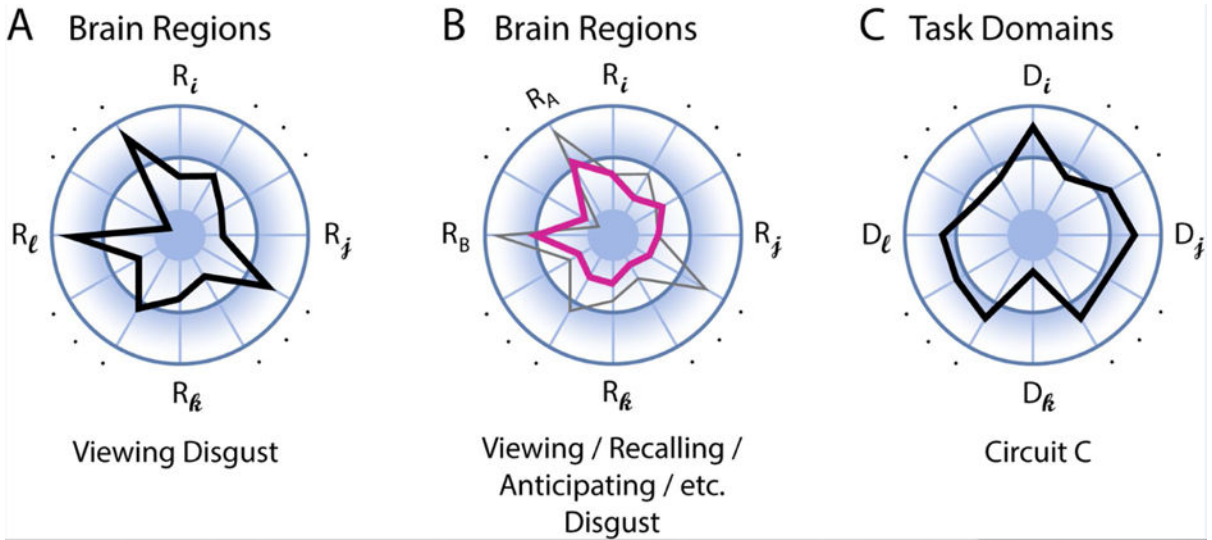 A Brain Regions
R𝒊
R𝓵
R𝒋
R𝓴
Viewing Disgust
B Brain Regions
R𝒊
R_A
R_B
R𝒋
R𝓴
Viewing / Recalling /
Anticipating / etc.
Disgust
C Task Domains
D𝒊
D𝓵
D𝒋
D𝓴
Circuit C